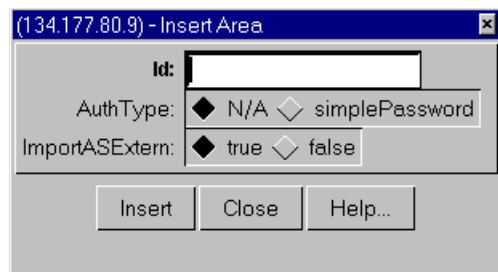 (134.177.80.9) - Insert Area
Id:
AuthType: N/A simplePassword
ImportASExtern: true false
Insert Close Help...